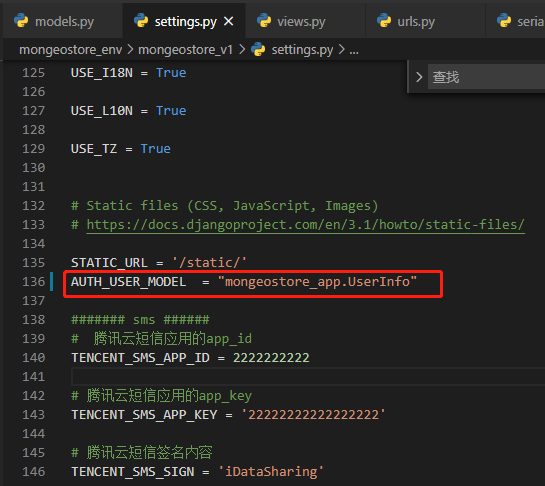 models.py settings.py × views.py urls.py seria
mongeostore_env > mongeostore_v1 > settings.py > ...
查找
125 USE_I18N = True
126
127 USE_L10N = True
128
129 USE_TZ = True
130
131
132 # Static files (CSS, JavaScript, Images)
133 # https://docs.djangoproject.com/en/3.1/howto/static-files/
134
135 STATIC_URL = '/static/'
136 AUTH_USER_MODEL  = "mongeostore_app.UserInfo"
137
138 ####### sms ######
139 #  腾讯云短信应用的app_id
140 TENCENT_SMS_APP_ID = 2222222222
141
142 # 腾讯云短信应用的app_key
143 TENCENT_SMS_APP_KEY = '22222222222222222'
144
145 # 腾讯云短信签名内容
146 TENCENT_SMS_SIGN = 'iDataSharing'